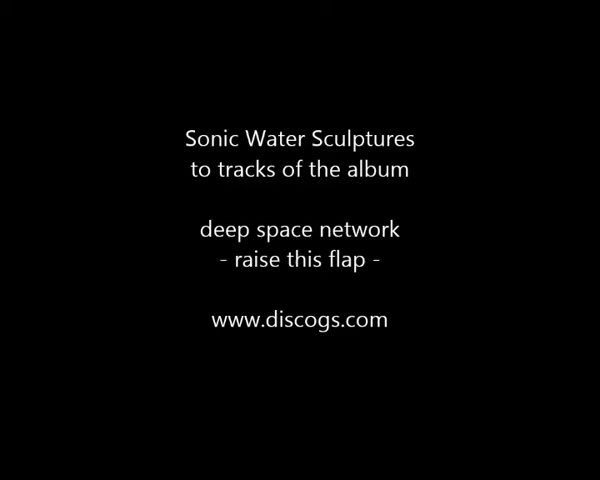 Sonic Water Sculptures
to tracks of the album
deep space network
- raise this flap -
www.discogs.com